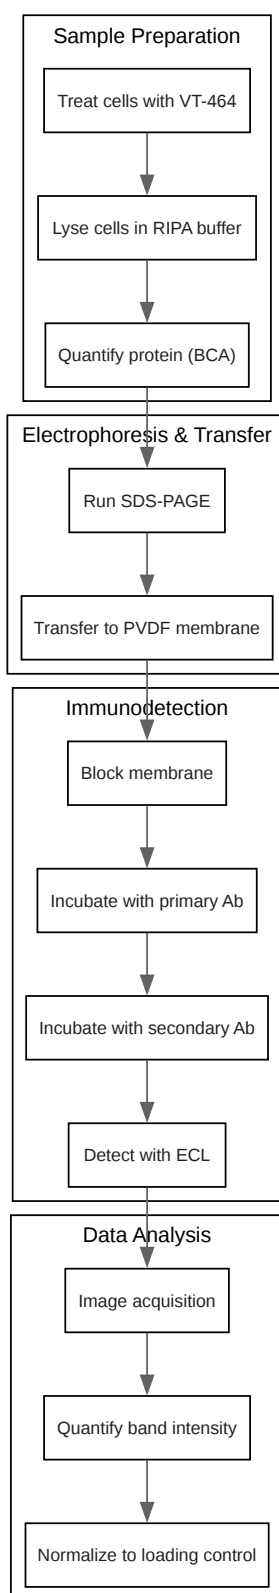 Sample Preparation
Treat cells with VT-464
Lyse cells in RIPA buffer
Quantify protein (BCA)
Electrophoresis & Transfer
Run SDS-PAGE
Transfer to PVDF membrane
Immunodetection
Block membrane
Incubate with primary Ab
Incubate with secondary Ab
Detect with ECL
Data Analysis
Image acquisition
Quantify band intensity
Normalize to loading control